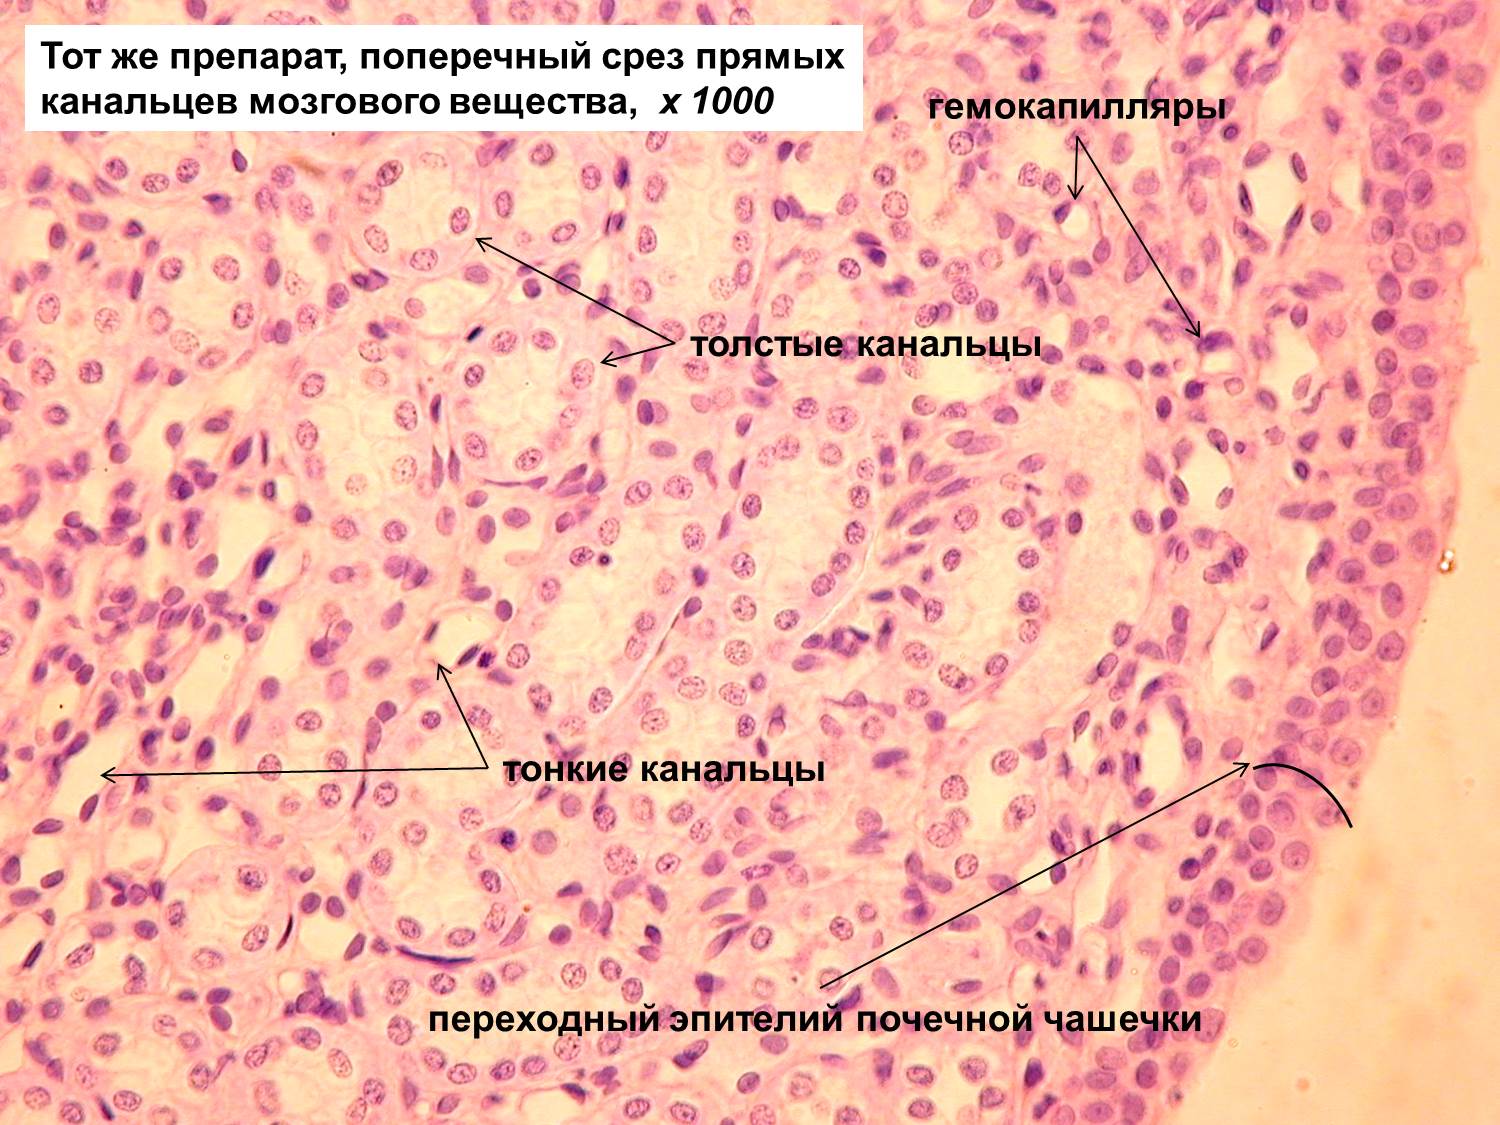 Тот же препарат, поперечный срез прямых
канальцев мозгового вещества, х 1000
гемокапилляры
толстые канальцы
тонкие канальцы
переходный эпителий почечной чашечки